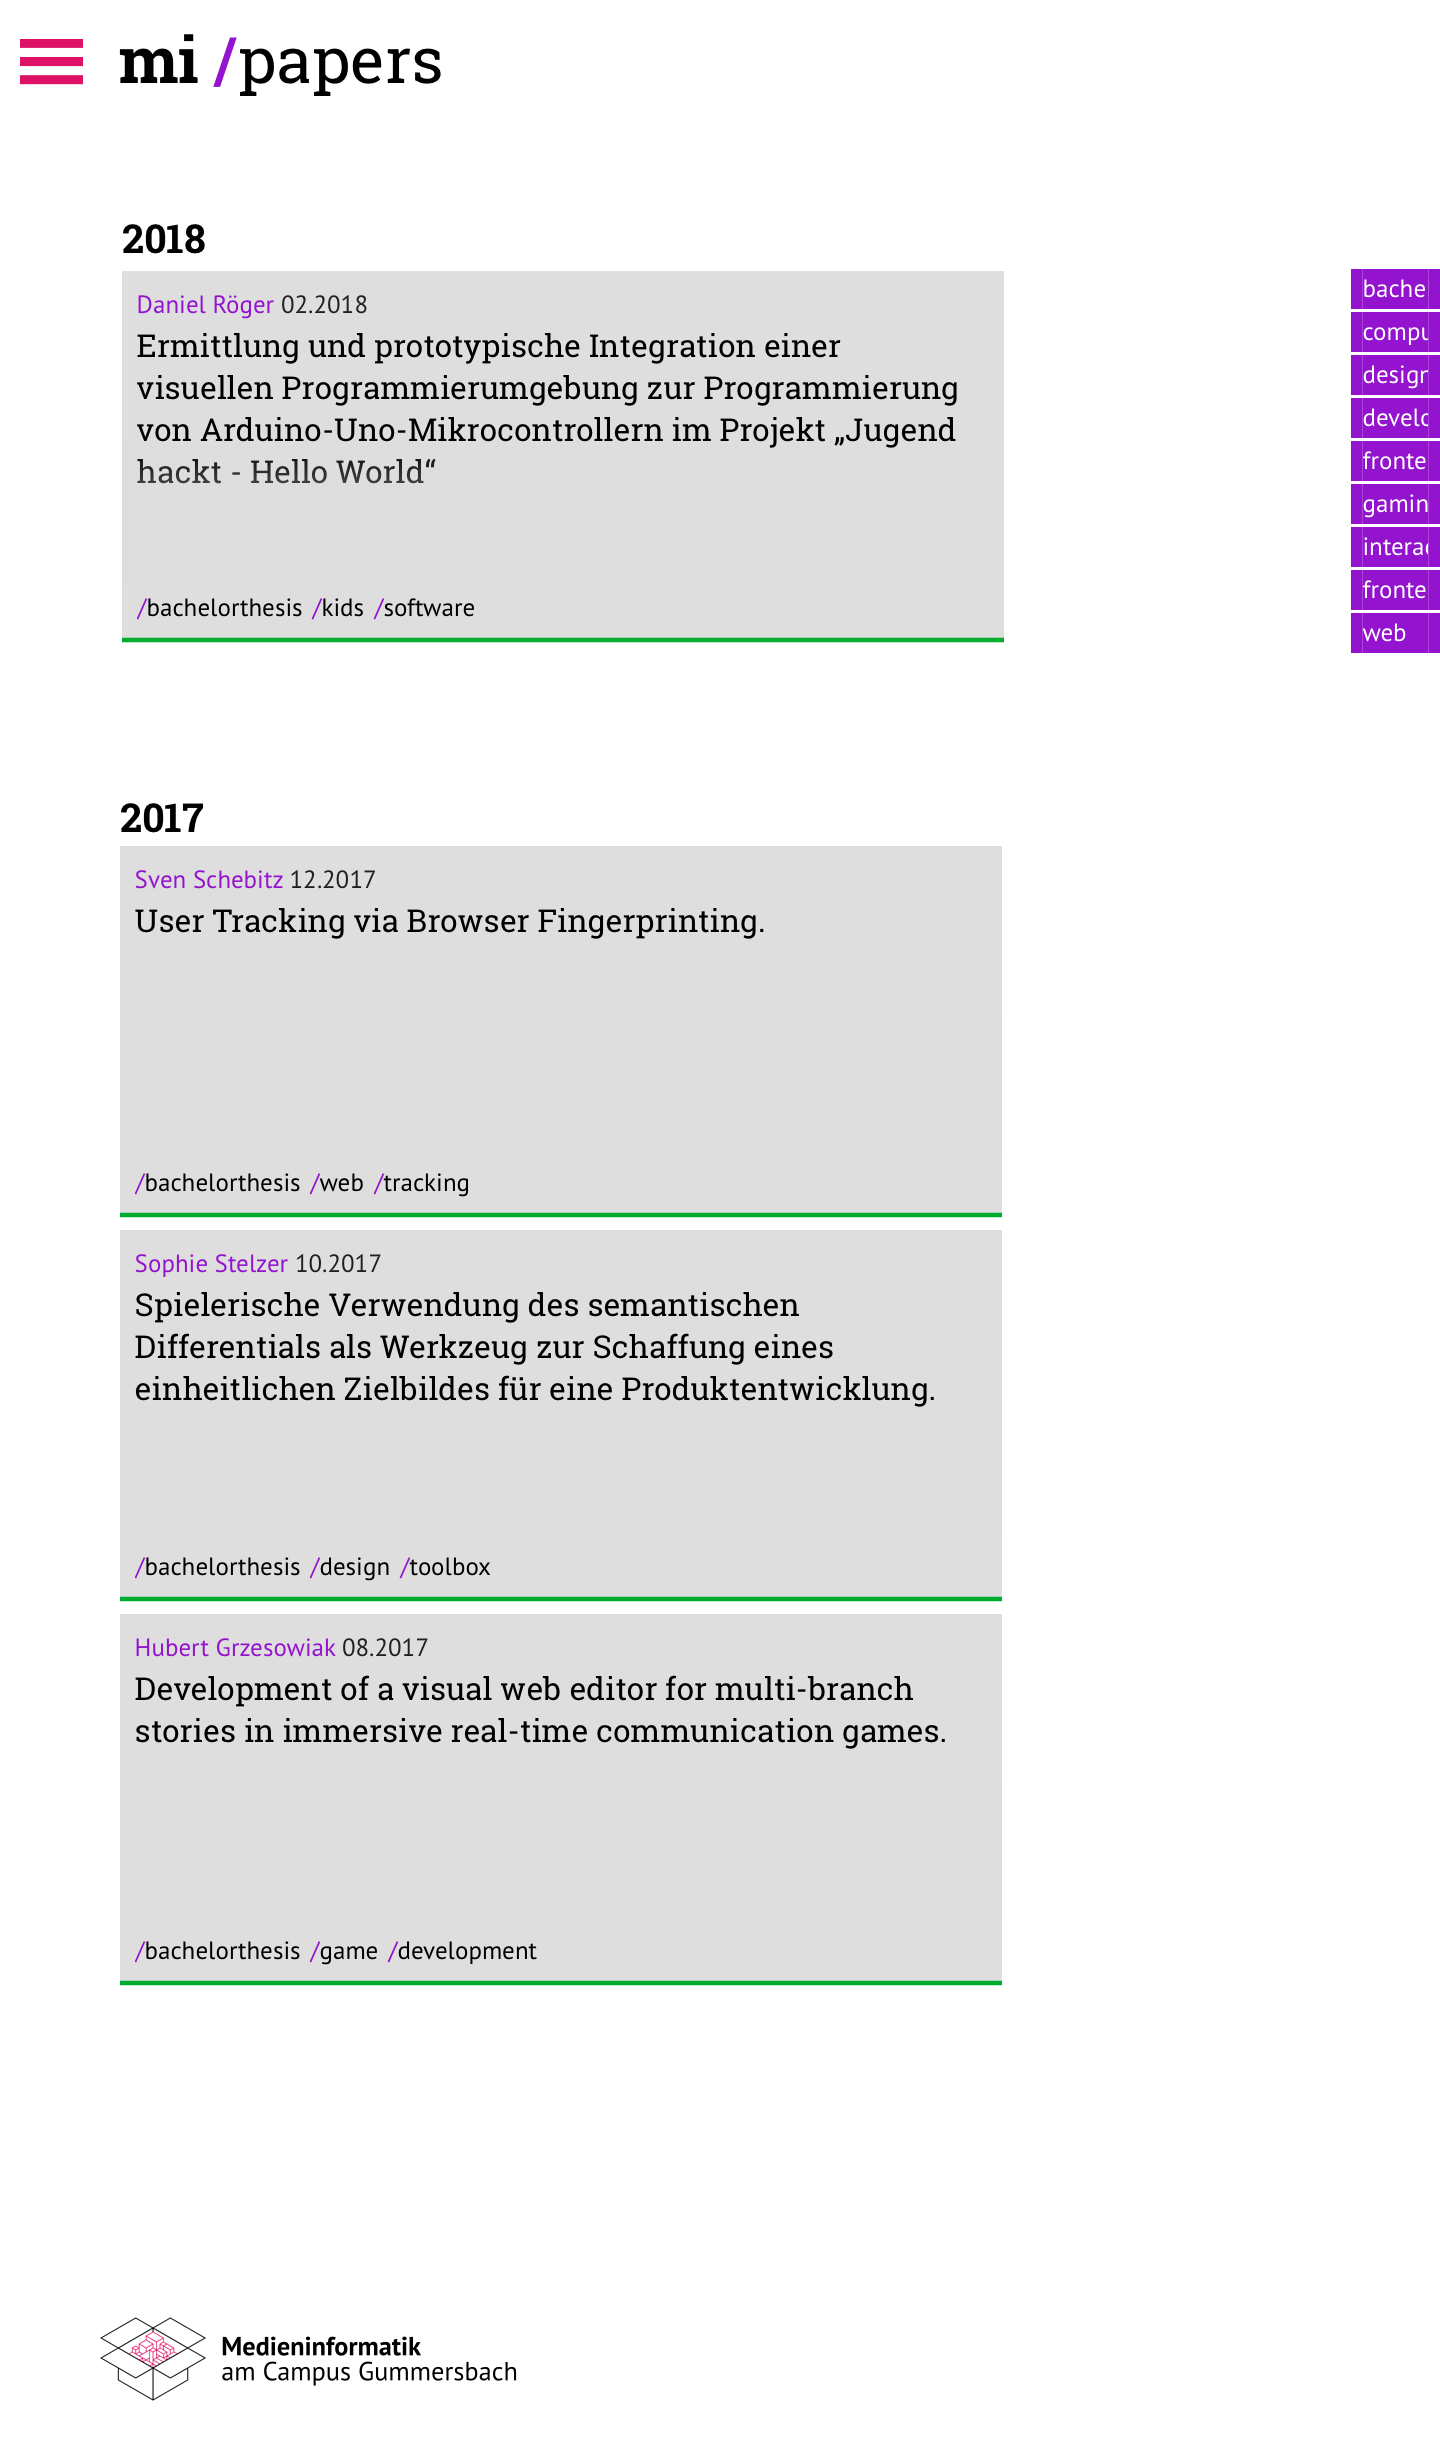 mi /papers
2018
Daniel Röger 02.2018
Ermittlung und prototypische Integration einer
visuellen Programmierumgebung zur Programmierung
von Arduino-Uno-Mikrocontrollern im Projekt „Jugend
hackt - Hello World“
/bachelorthesis /kids /software
bache
compu
design
develo
fronte
gamin
interac
fronte
web
2017
Sven Schebitz 12.2017
User Tracking via Browser Fingerprinting.
/bachelorthesis /web /tracking
Sophie Stelzer 10.2017
Spielerische Verwendung des semantischen
Differentials als Werkzeug zur Schaffung eines
einheitlichen Zielbildes für eine Produktentwicklung.
/bachelorthesis /design /toolbox
Hubert Grzesowiak 08.2017
Development of a visual web editor for multi-branch
stories in immersive real-time communication games.
/bachelorthesis /game /development
Medieninformatik
am Campus Gummersbach